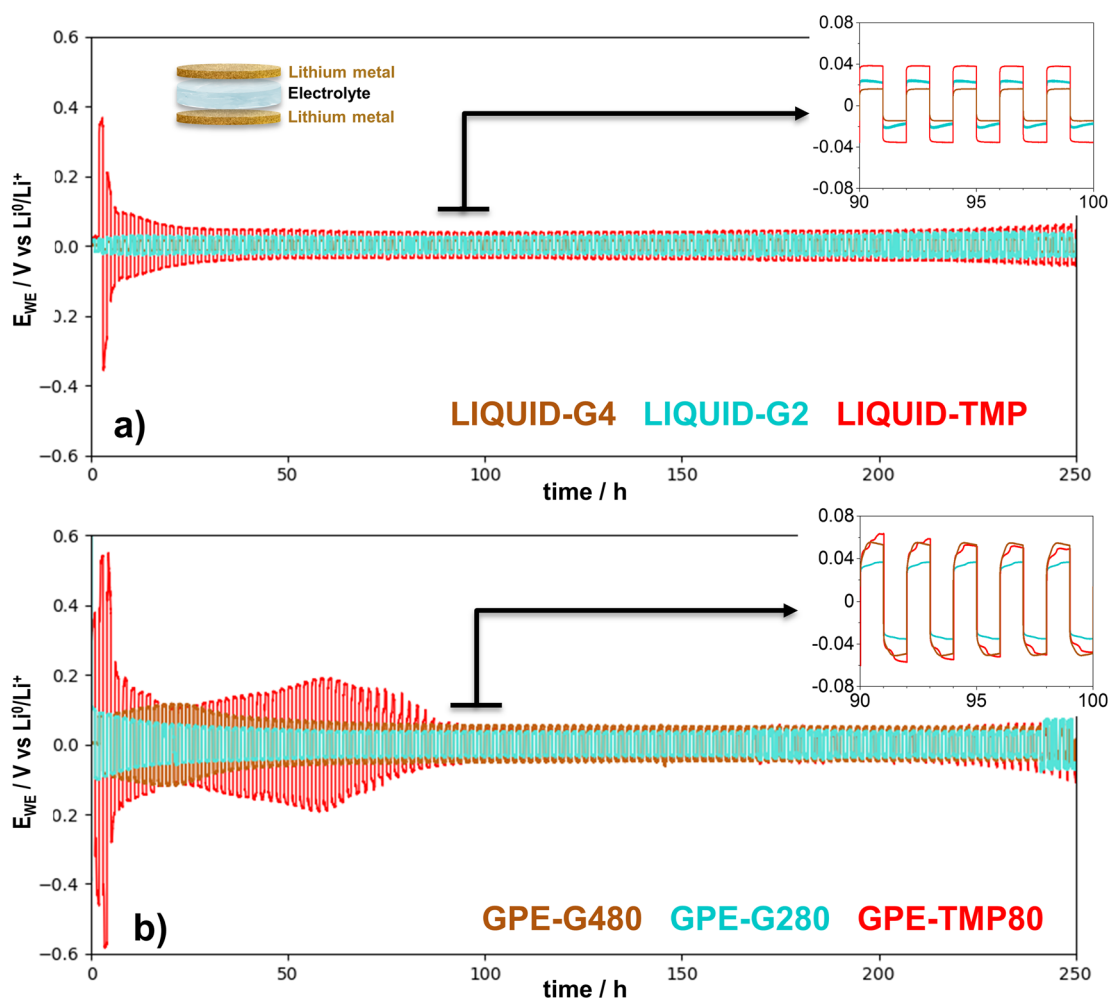 0.6
0.4
0.2
0.0
−0.2
−0.4
−0.6
E_WE / V vs Li⁰/Li⁺
Lithium metal
Electrolyte
Lithium metal
0.08
0.04
0
-0.04
-0.08
90 95 100
a)
LIQUID-G4 LIQUID-G2 LIQUID-TMP
0 50 100 150 200 250
time / h
0.6
0.4
0.2
0.0
−0.2
−0.4
−0.6
E_WE / V vs Li⁰/Li⁺
0.08
0.04
0
-0.04
-0.08
90 95 100
b)
GPE-G480 GPE-G280 GPE-TMP80
0 50 100 150 200 250
time / h